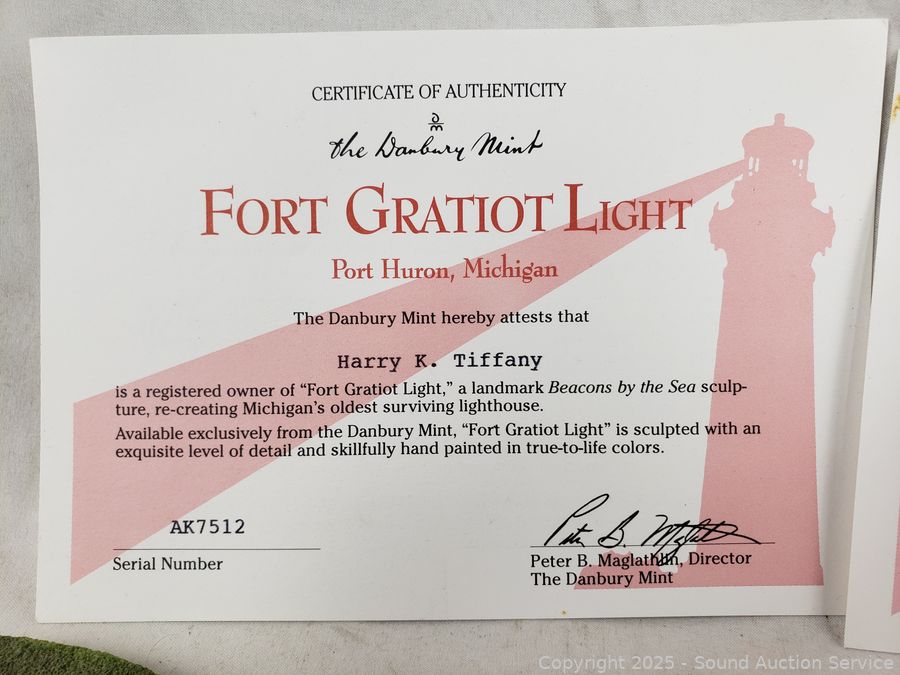 CERTIFICATE OF AUTHENTICITY
the Danbury Mint
FORT GRATIOT LIGHT
Port Huron, Michigan
The Danbury Mint hereby attests that
Harry K. Tiffany
is a registered owner of “Fort Gratiot Light,” a landmark Beacons by the Sea sculp-
ture, re-creating Michigan’s oldest surviving lighthouse.
Available exclusively from the Danbury Mint, “Fort Gratiot Light” is sculpted with an
exquisite level of detail and skillfully hand painted in true-to-life colors.
AK7512
Serial Number
Peter B. Maglathlin
Peter B. Maglathlin, Director
The Danbury Mint
Copyright 2025 - Sound Auction Service